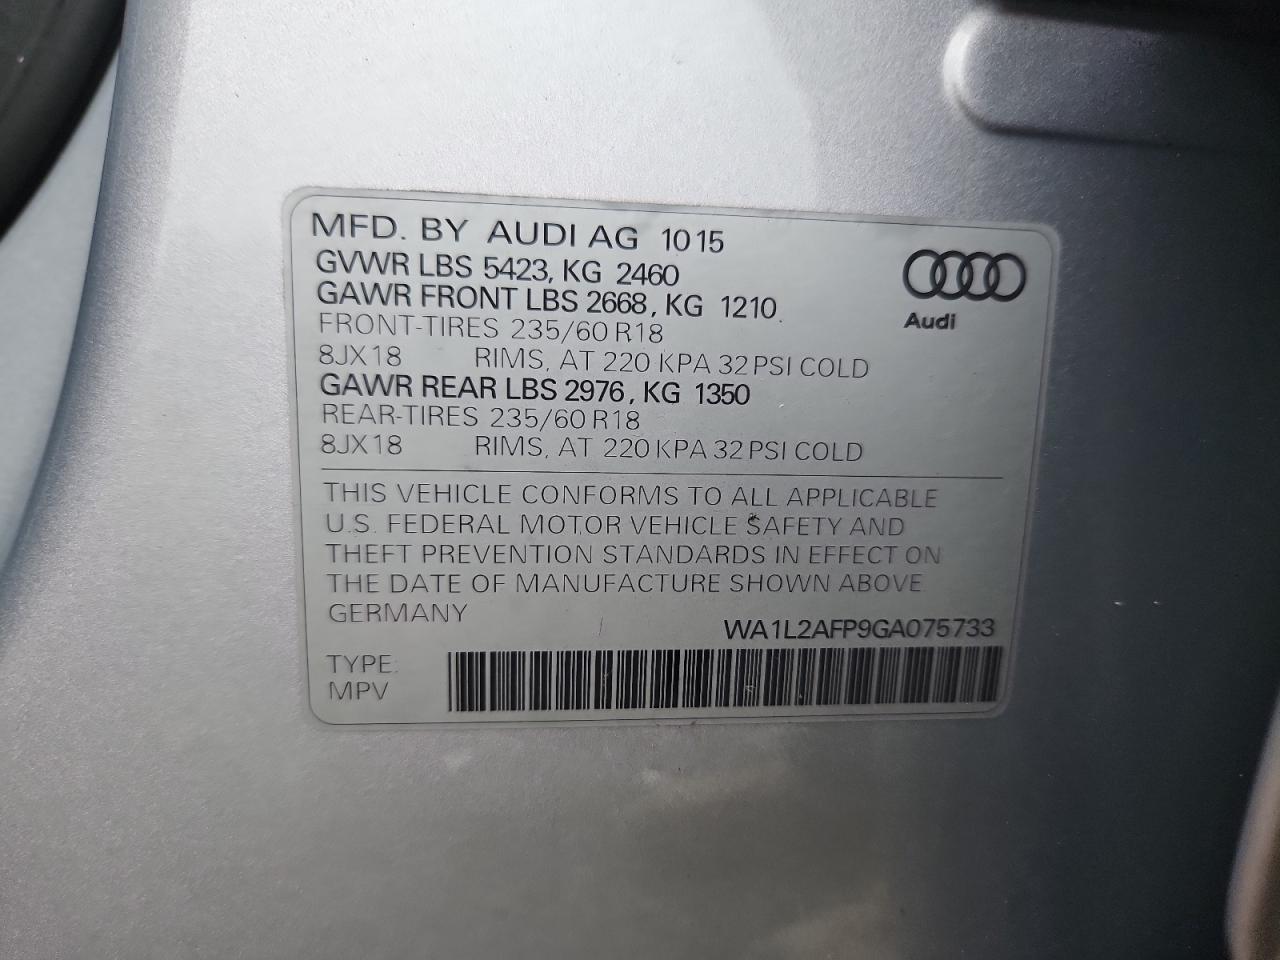 MFD. BY AUDI AG 1015
GVWR LBS 5423, KG 2460
GAWR FRONT LBS 2668, KG 1210
FRONT-TIRES 235/60 R18
8JX18 RIMS, AT 220 KPA 32 PSI COLD
GAWR REAR LBS 2976, KG 1350
REAR-TIRES 235/60 R18
8JX18 RIMS, AT 220 KPA 32 PSI COLD
Audi
THIS VEHICLE CONFORMS TO ALL APPLICABLE
U.S. FEDERAL MOTOR VEHICLE SAFETY AND
THEFT PREVENTION STANDARDS IN EFFECT ON
THE DATE OF MANUFACTURE SHOWN ABOVE
GERMANY
WA1L2AFP9GA075733
TYPE:
MPV